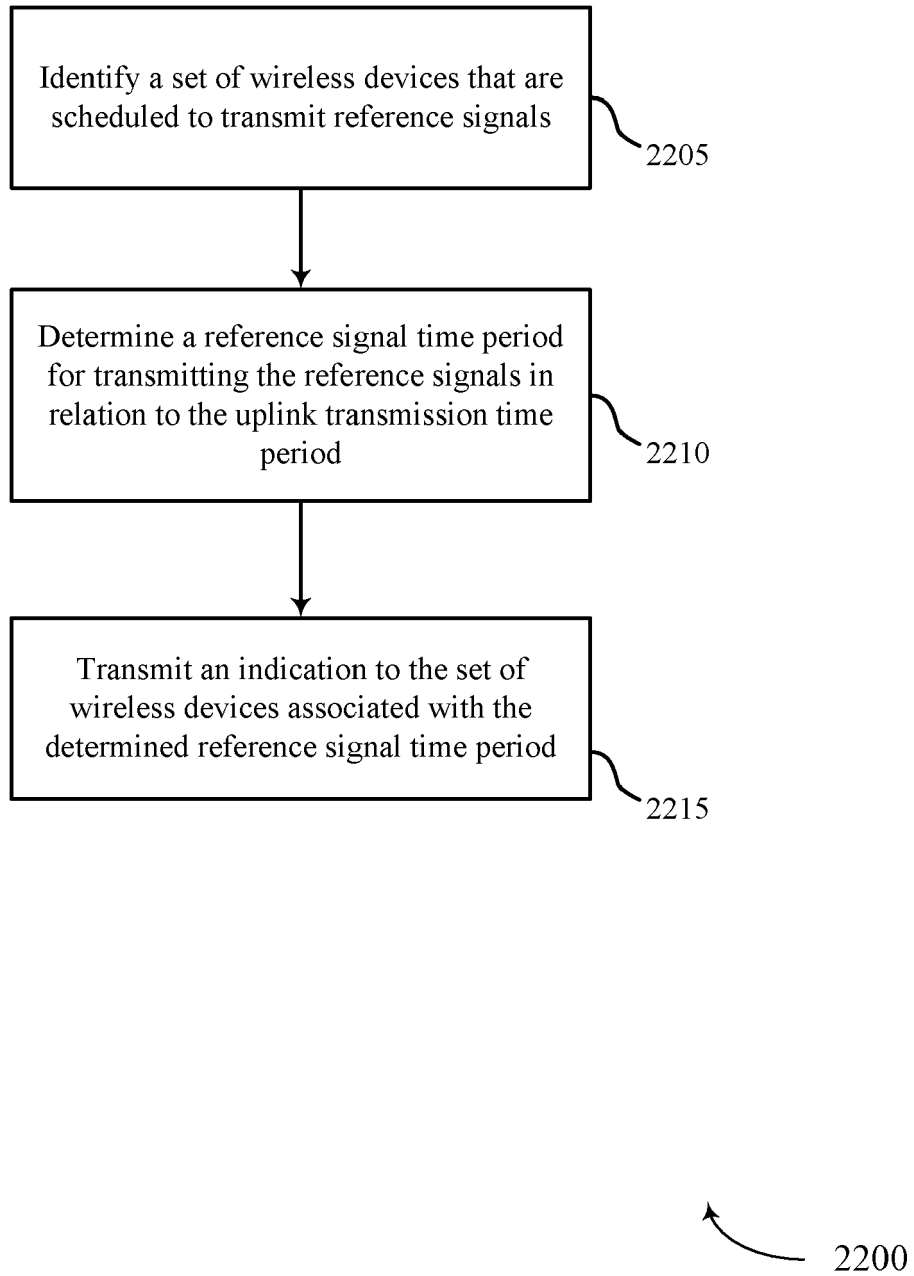 Identify a set of wireless devices that are
scheduled to transmit reference signals
2205
Determine a reference signal time period
for transmitting the reference signals in
relation to the uplink transmission time
period
2210
Transmit an indication to the set of
wireless devices associated with the
determined reference signal time period
2215
2200